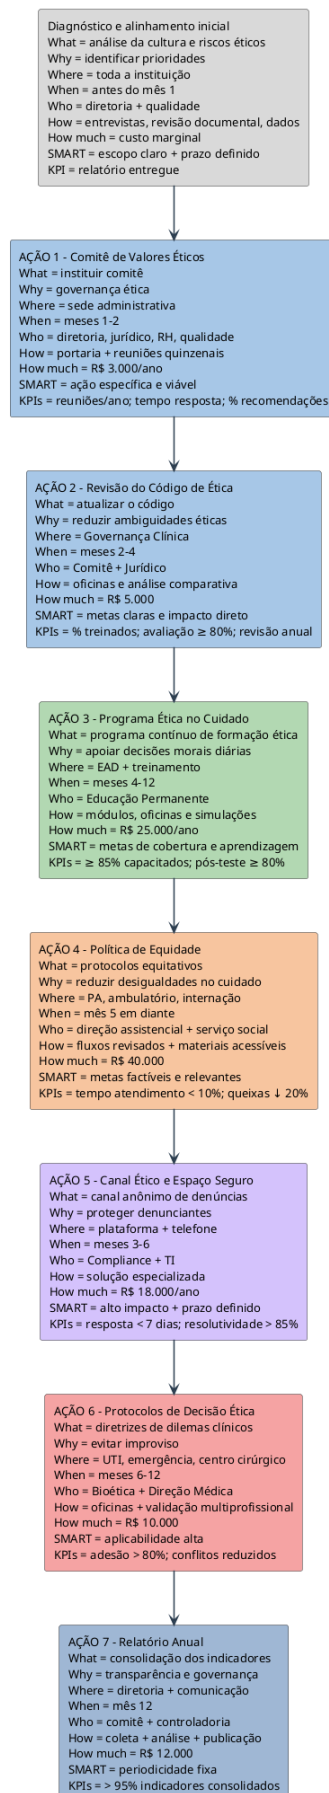 Diagnóstico e alinhamento inicial
What = análise da cultura e riscos éticos
Why = identificar prioridades
Where = toda a instituição
When = antes do mês 1
Who = diretoria + qualidade
How = entrevistas, revisão documental, dados
How much = custo marginal
SMART = escopo claro + prazo definido
KPI = relatório entregue
AÇÃO 1 - Comitê de Valores Éticos
What = instituir comitê
Why = governança ética
Where = sede administrativa
When = meses 1-2
Who = diretoria, jurídico, RH, qualidade
How = portaria + reuniões quinzenais
How much = R$ 3.000/ano
SMART = ação específica e viável
KPIs = reuniões/ano; tempo resposta; % recomendações
AÇÃO 2 - Revisão do Código de Ética
What = atualizar o código
Why = reduzir ambiguidades éticas
Where = Governança Clínica
When = meses 2-4
Who = Comitê + Jurídico
How = oficinas e análise comparativa
How much = R$ 5.000
SMART = metas claras e impacto direto
KPIs = % treinados; avaliação ≥ 80%; revisão anual
AÇÃO 3 - Programa Ética no Cuidado
What = programa contínuo de formação ética
Why = apoiar decisões morais diárias
Where = EAD + treinamento
When = meses 4-12
Who = Educação Permanente
How = módulos, oficinas e simulações
How much = R$ 25.000/ano
SMART = metas de cobertura e aprendizagem
KPIs = ≥ 85% capacitados; pós-teste ≥ 80%
AÇÃO 4 - Política de Equidade
What = protocolos equitativos
Why = reduzir desigualdades no cuidado
Where = PA, ambulatório, internação
When = mês 5 em diante
Who = direção assistencial + serviço social
How = fluxos revisados + materiais acessíveis
How much = R$ 40.000
SMART = metas factíveis e relevantes
KPIs = tempo atendimento < 10%; queixas ↓ 20%
AÇÃO 5 - Canal Ético e Espaço Seguro
What = canal anônimo de denúncias
Why = proteger denunciantes
Where = plataforma + telefone
When = meses 3-6
Who = Compliance + TI
How = solução especializada
How much = R$ 18.000/ano
SMART = alto impacto + prazo definido
KPIs = resposta < 7 dias; resolutividade > 85%
AÇÃO 6 - Protocolos de Decisão Ética
What = diretrizes de dilemas clínicos
Why = evitar improviso
Where = UTI, emergência, centro cirúrgico
When = meses 6-12
Who = Bioética + Direção Médica
How = oficinas + validação multiprofissional
How much = R$ 10.000
SMART = aplicabilidade alta
KPIs = adesão > 80%; conflitos reduzidos
AÇÃO 7 - Relatório Anual
What = consolidação dos indicadores
Why = transparência e governança
Where = diretoria + comunicação
When = mês 12
Who = comitê + controladoria
How = coleta + análise + publicação
How much = R$ 12.000
SMART = periodicidade fixa
KPIs = > 95% indicadores consolidados